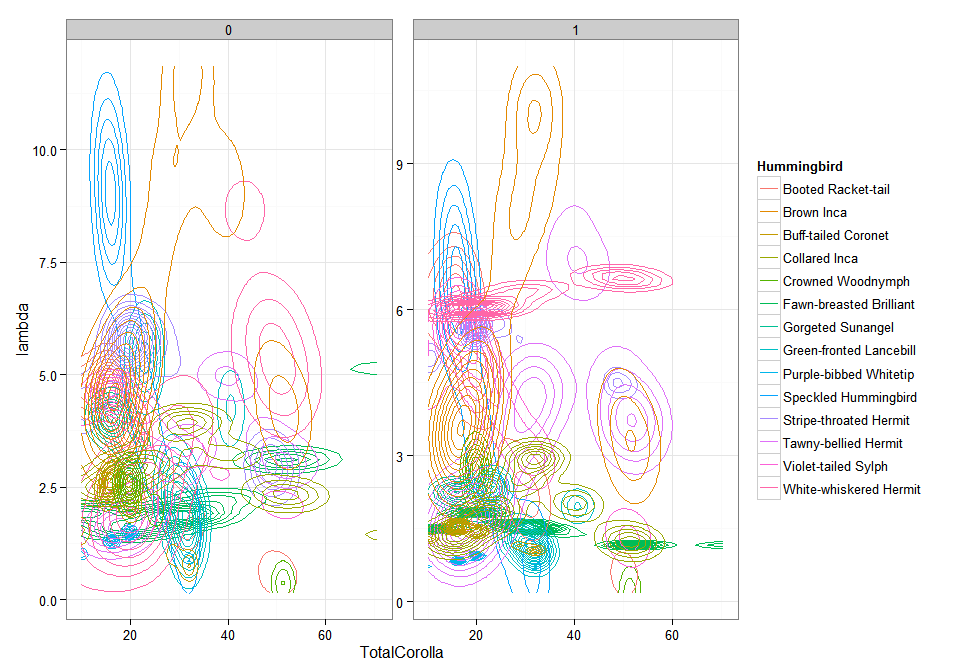 0
1
10.0
7.5
5.0
2.5
0.0
9
6
3
0
20
40
60
20
40
60
lambda
TotalCorolla
Hummingbird
Booted Racket-tail
Brown Inca
Buff-tailed Coronet
Collared Inca
Crowned Woodnymph
Fawn-breasted Brilliant
Gorgeted Sunangel
Green-fronted Lancebill
Purple-bibbed Whitetip
Speckled Hummingbird
Stripe-throated Hermit
Tawny-bellied Hermit
Violet-tailed Sylph
White-whiskered Hermit